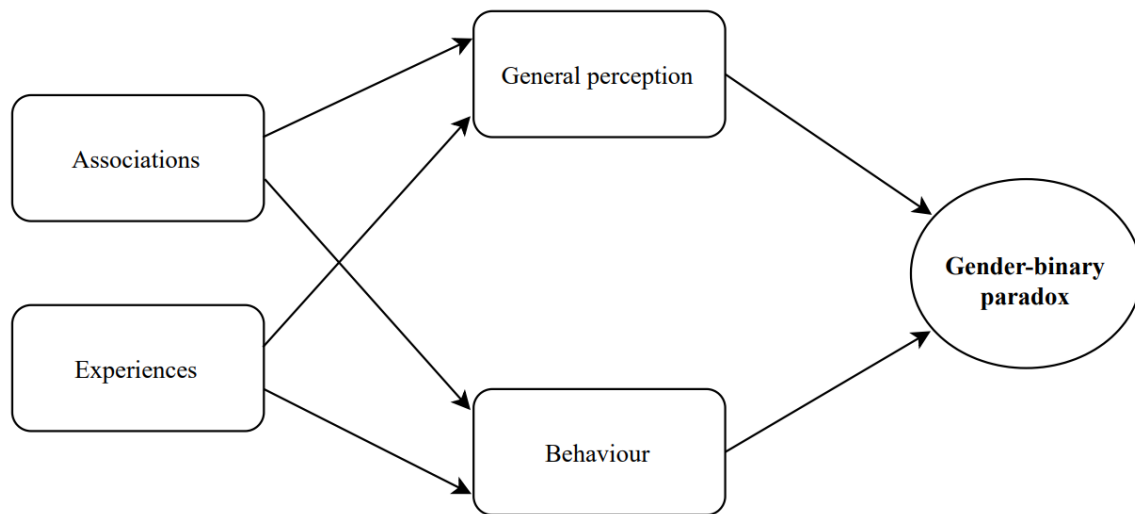 General perception
Associations
Gender-binary
paradox
Experiences
Behaviour